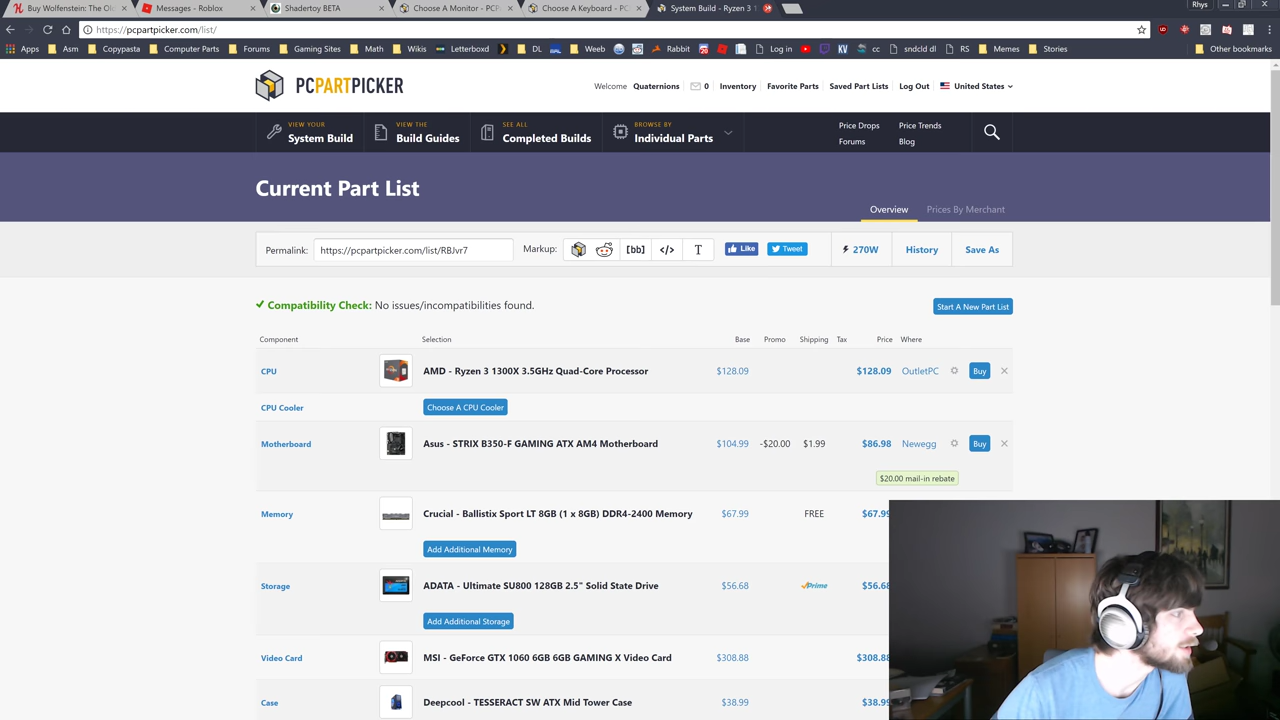 Buy Wolfenstein: The Ol
Messages - Roblox
Shadertoy BETA
Choose A Monitor - PCP
Choose A Keyboard - PC
System Build - Ryzen 3 1
Rhys
https://pcpartpicker.com/list/
Apps
Asm
Copypasta
Computer Parts
Forums
Gaming Sites
Math
Wikis
Letterboxd
DL
Weeb
Rabbit
Log in
KV
cc
sndcld dl
RS
Memes
Stories
Other bookmarks
PCPARTPICKER
Welcome Quaternions 0 Inventory Favorite Parts Saved Part Lists Log Out United States
VIEW YOUR
System Build
VIEW THE
Build Guides
SEE ALL
Completed Builds
BROWSE BY
Individual Parts
Price Drops Price Trends
Forums Blog
Current Part List
Overview Prices By Merchant
Permalink: https://pcpartpicker.com/list/RBJvr7 Markup: [bb] </> T Like Tweet 270W History Save As
Compatibility Check: No issues/incompatibilities found.
Start A New Part List
Component Selection Base Promo Shipping Tax Price Where
CPU AMD - Ryzen 3 1300X 3.5GHz Quad-Core Processor $128.09 $128.09 OutletPC Buy
CPU Cooler Choose A CPU Cooler
Motherboard Asus - STRIX B350-F GAMING ATX AM4 Motherboard $104.99 -$20.00 $1.99 $86.98 Newegg Buy
$20.00 mail-in rebate
Memory Crucial - Ballistix Sport LT 8GB (1 x 8GB) DDR4-2400 Memory $67.99 FREE $67.99
Add Additional Memory
Storage ADATA - Ultimate SU800 128GB 2.5" Solid State Drive $56.68 Prime $56.68
Add Additional Storage
Video Card MSI - GeForce GTX 1060 6GB 6GB GAMING X Video Card $308.88 $308.88
Case Deepcool - TESSERACT SW ATX Mid Tower Case $38.99 $38.99